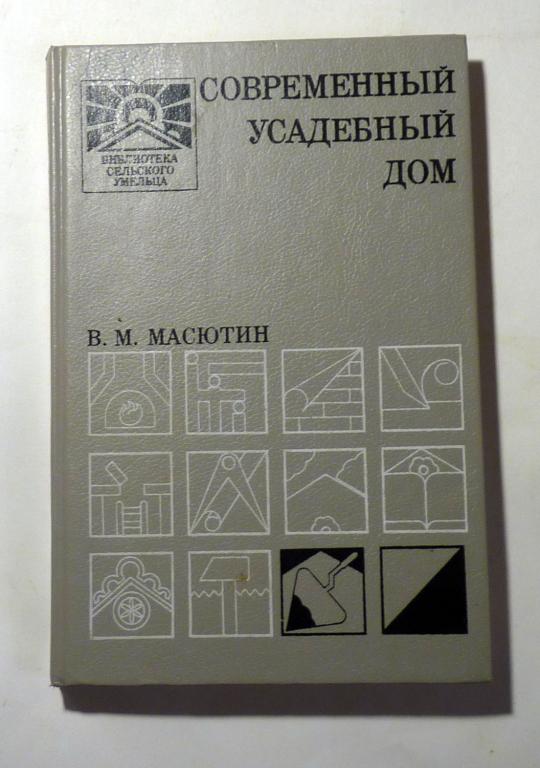 СОВРЕМЕННЫЙ
УСАДЕБНЫЙ
ДОМ
БИБЛИОТЕКА
СЕЛЬСКОГО
УМЕЛЬЦА
В. М. МАСЮТИН